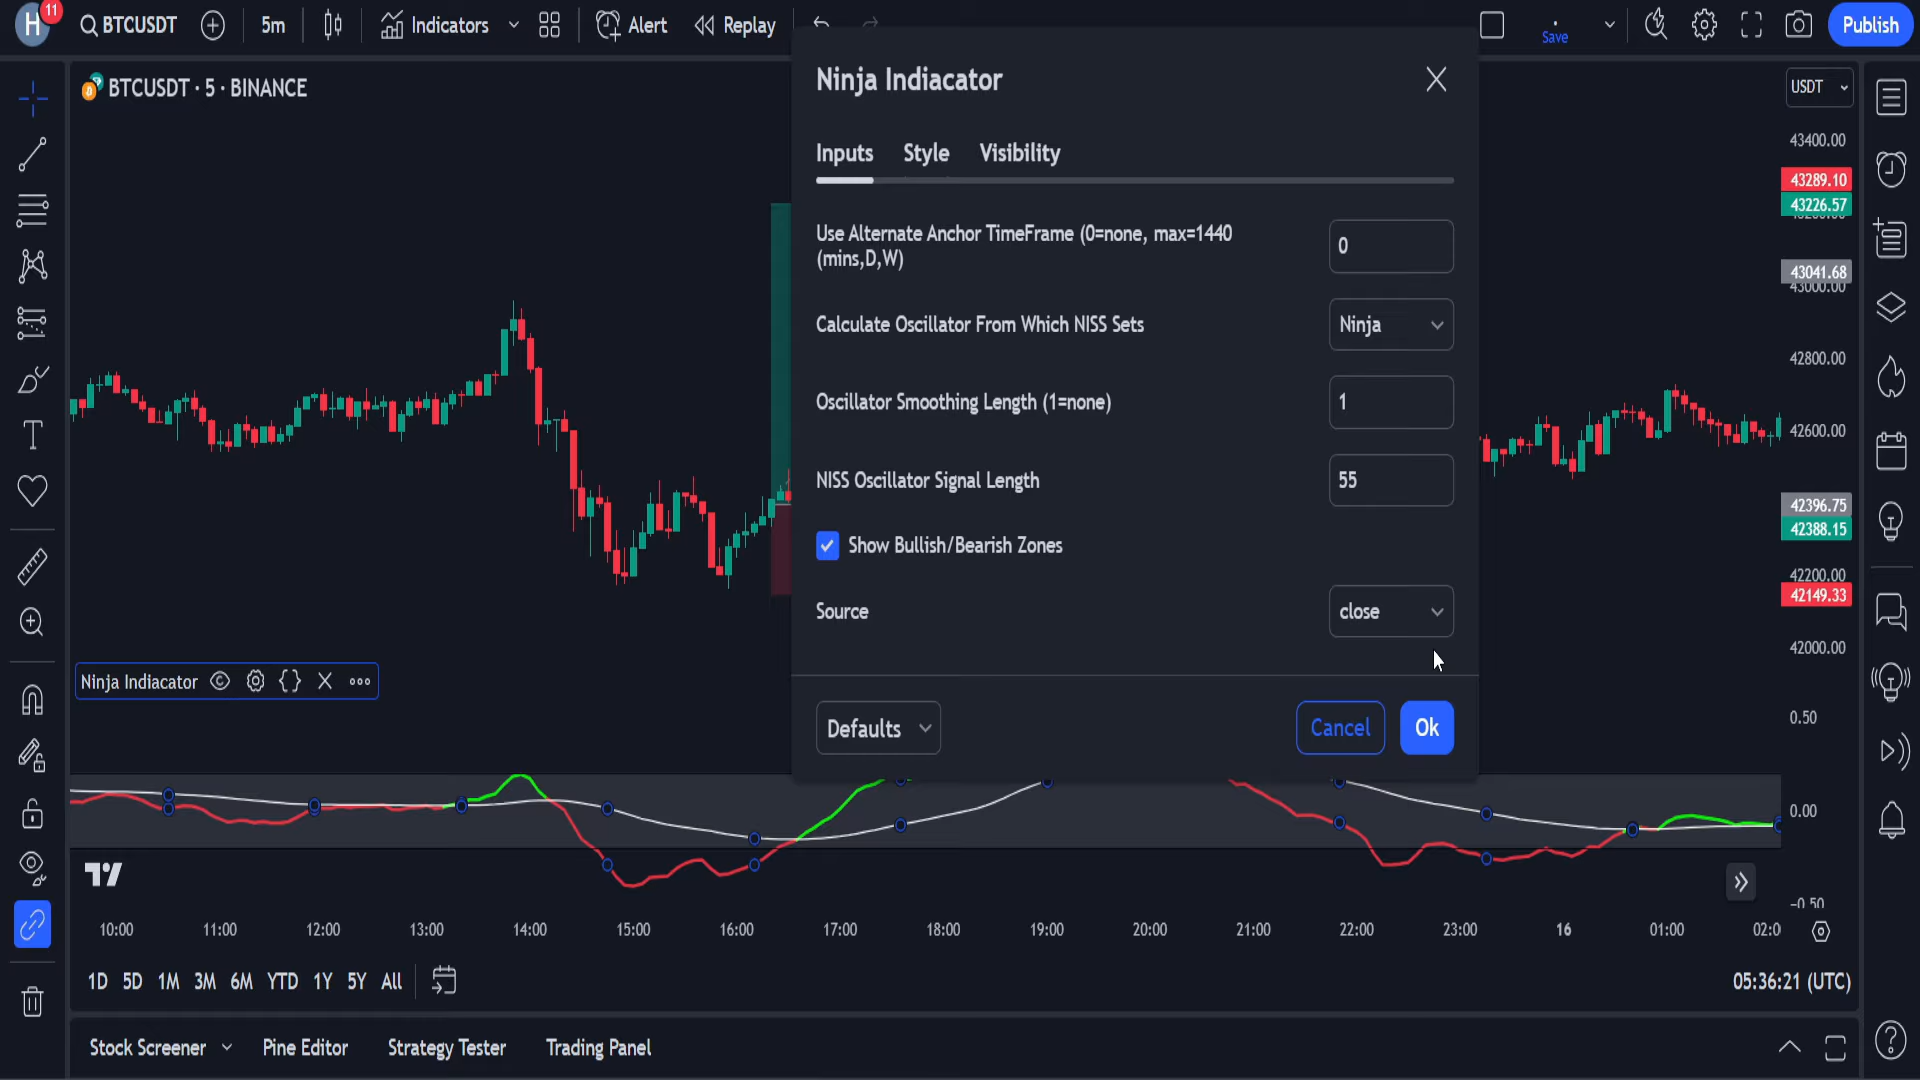 H 11 BTCUSDT 5m Indicators Alert Replay Save Publish
BTCUSDT · 5 · BINANCE
USDT
Ninja Indiacator
Inputs Style Visibility
Use Alternate Anchor TimeFrame (0=none, max=1440
(mins,D,W)
0
Calculate Oscillator From Which NISS Sets
Ninja
Oscillator Smoothing Length (1=none)
1
NISS Oscillator Signal Length
55
Show Bullish/Bearish Zones
Source
close
Defaults
Cancel
Ok
43400.00
43289.10
43226.57
43041.68
43000.00
42800.00
42600.00
42396.75
42388.15
42200.00
42149.33
42000.00
Ninja Indiacator
0.50
0.00
-0.50
10:00 11:00 12:00 13:00 14:00 15:00 16:00 17:00 18:00 19:00 20:00 21:00 22:00 23:00 16 01:00 02:0
1D 5D 1M 3M 6M YTD 1Y 5Y All
05:36:21 (UTC)
Stock Screener Pine Editor Strategy Tester Trading Panel